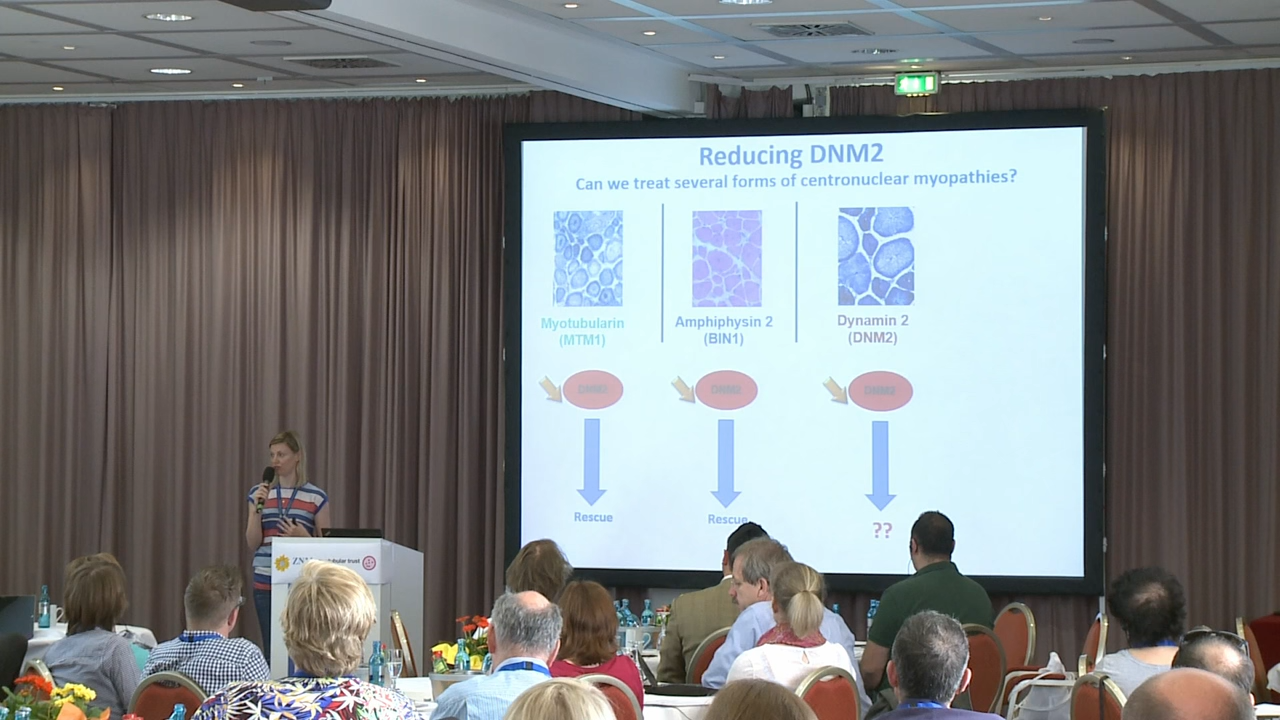 Reducing DNM2
Can we treat several forms of centronuclear myopathies?
Myotubularin
(MTM1)
Amphiphysin 2
(BIN1)
Dynamin 2
(DNM2)
DNM2
DNM2
DNM2
Rescue
Rescue
??